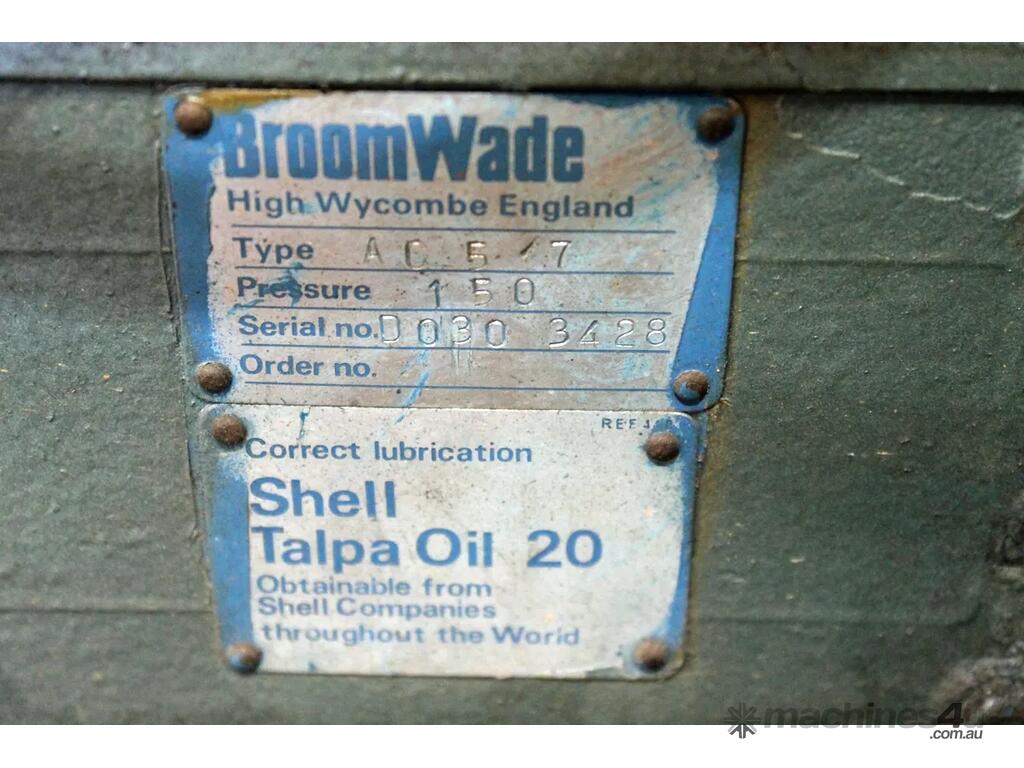 BroomWade
High Wycombe England
Type AC 5 7
Pressure 150
Serial no. D030 3428
Order no.
REF
Correct lubrication
Shell
Talpa Oil 20
Obtainable from
Shell Companies
throughout the World
machines4u
.com.au